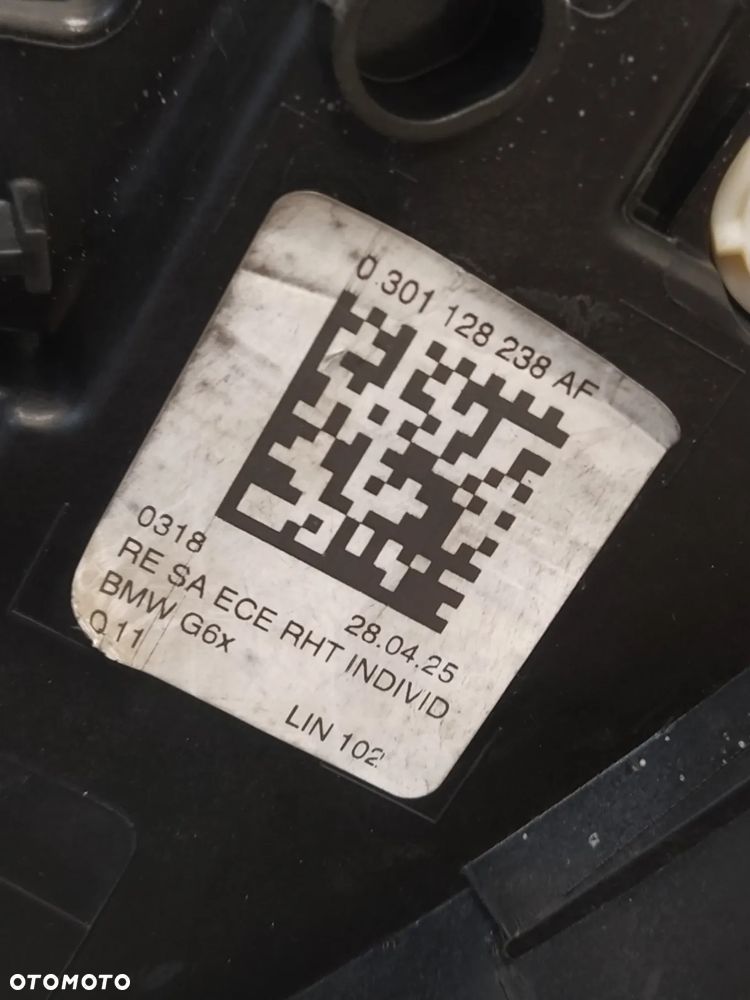 0 301 128 238 AF
0318 28.04.25
RE SA ECE RHT INDIVID
BMW G6x
Q11
LIN 102
OTOMOTO